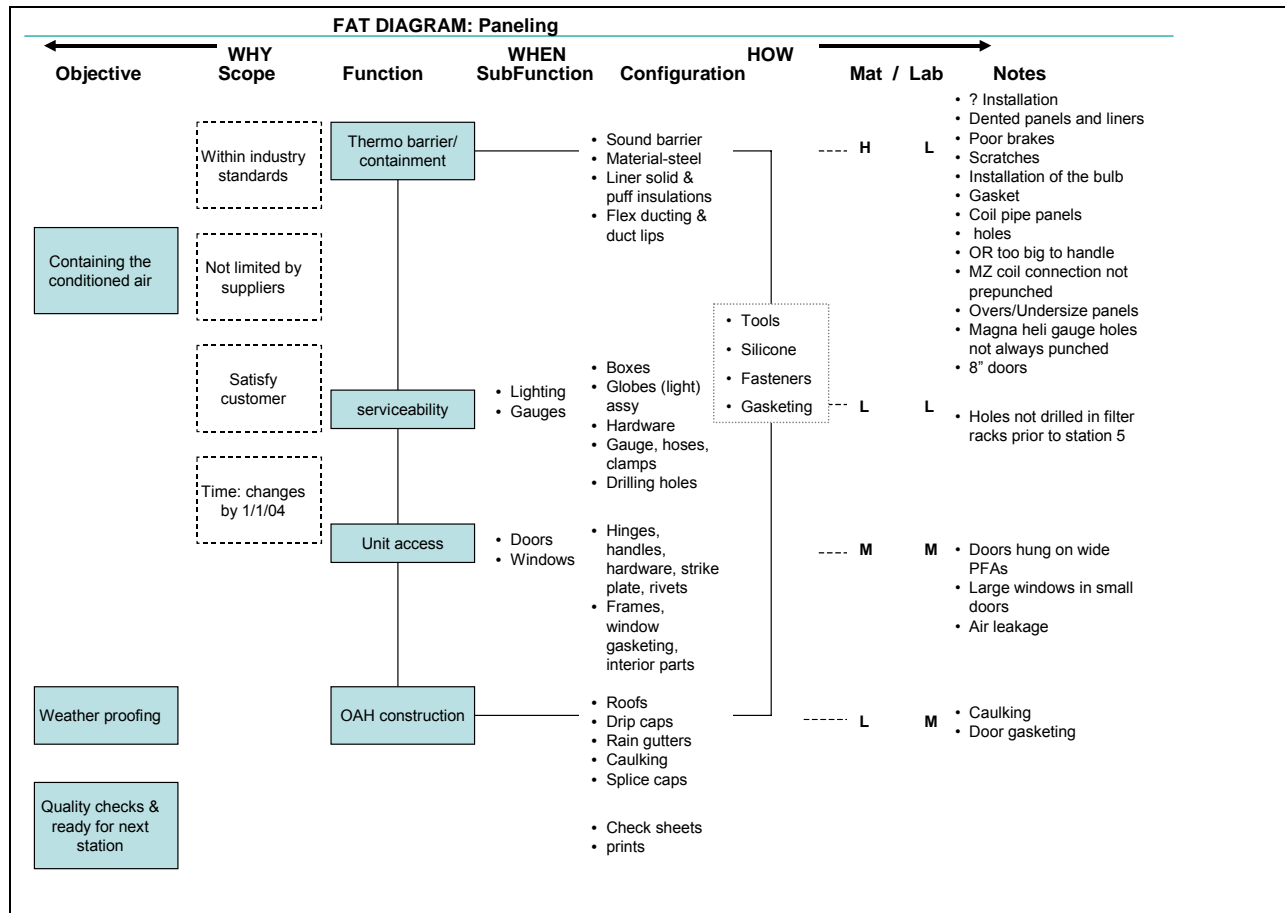 FAT DIAGRAM: Paneling
WHY
WHEN
HOW
Objective
Scope
Function
SubFunction
Configuration
Mat / Lab
Notes
Containing the
conditioned air
Weather proofing
Quality checks &
ready for next
station
Within industry
standards
Not limited by
suppliers
Satisfy
customer
Time: changes
by 1/1/04
Thermo barrier/
containment
serviceability
Unit access
OAH construction
• Lighting
• Gauges
• Doors
• Windows
• Sound barrier
• Material-steel
• Liner solid &
puff insulations
• Flex ducting &
duct lips
• Boxes
• Globes (light)
assy
• Hardware
• Gauge, hoses,
clamps
• Drilling holes
• Hinges,
handles,
hardware, strike
plate, rivets
• Frames,
window
gasketing,
interior parts
• Roofs
• Drip caps
• Rain gutters
• Caulking
• Splice caps
• Check sheets
• prints
• Tools
• Silicone
• Fasteners
• Gasketing
H L
L L
M M
L M
• ? Installation
• Dented panels and liners
• Poor brakes
• Scratches
• Installation of the bulb
• Gasket
• Coil pipe panels
• holes
• OR too big to handle
• MZ coil connection not
prepunched
• Overs/Undersize panels
• Magna heli gauge holes
not always punched
• 8” doors
• Holes not drilled in filter
racks prior to station 5
• Doors hung on wide
PFAs
• Large windows in small
doors
• Air leakage
• Caulking
• Door gasketing